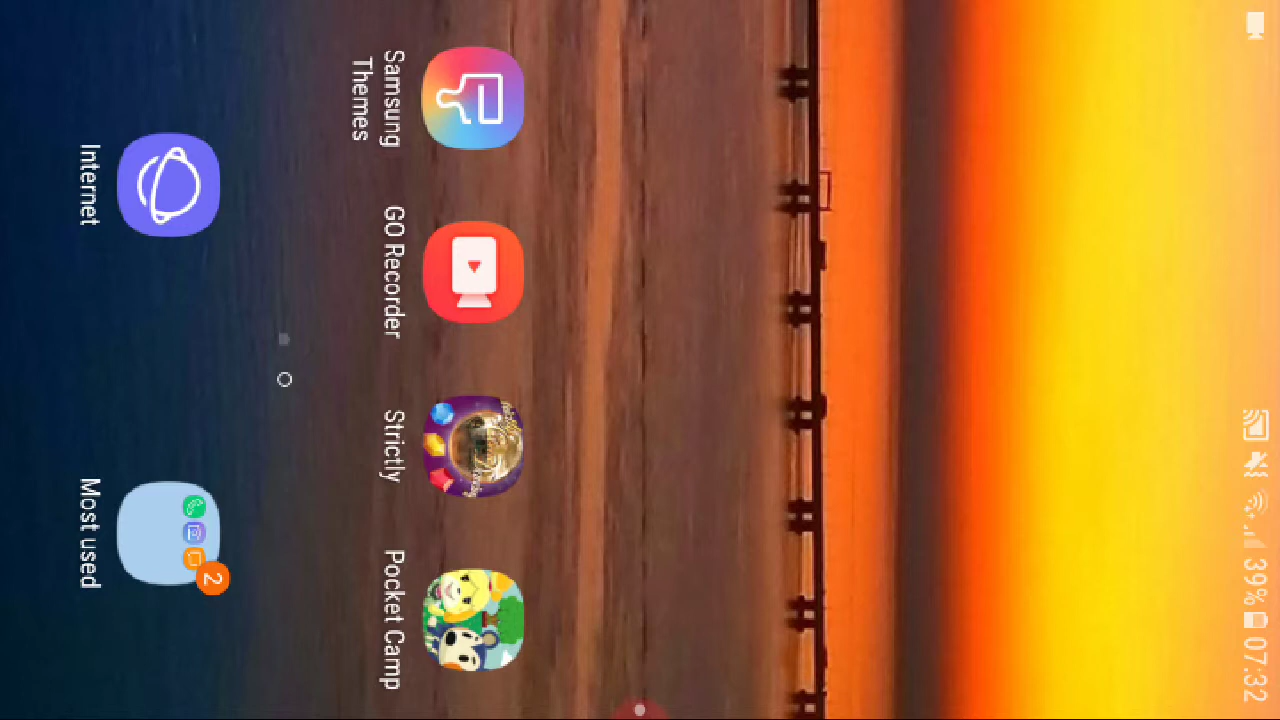 39% 07:32
Samsung
Themes
GO Recorder
Strictly
Pocket Camp
Internet
Most used
2